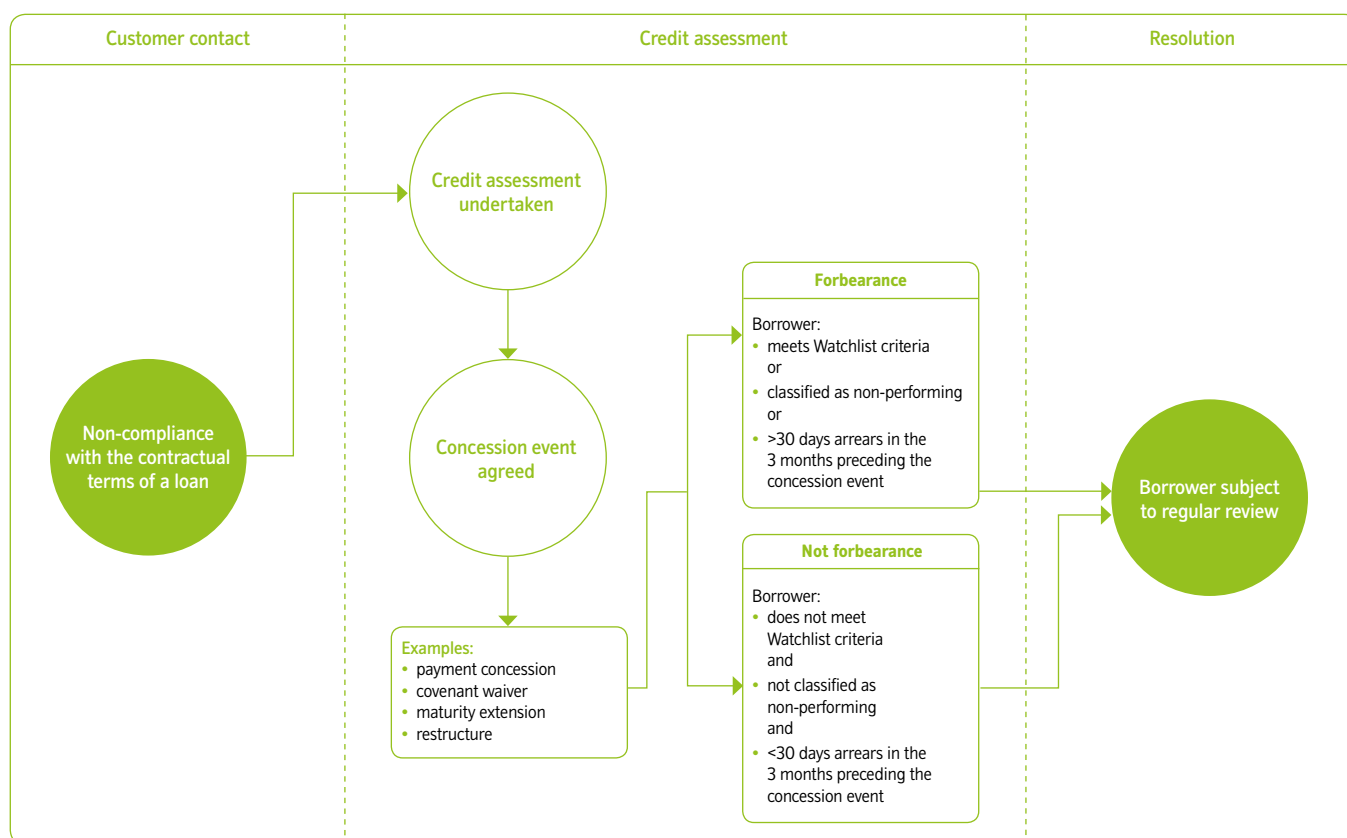 Customer contact
Credit assessment
Resolution
Non-compliance
with the contractual
terms of a loan
Credit assessment
undertaken
Concession event
agreed
Examples:
• payment concession
• covenant waiver
• maturity extension
• restructure
Forbearance
Borrower:
• meets Watchlist criteria
or
• classified as non-performing
or
• >30 days arrears in the
3 months preceding the
concession event
Not forbearance
Borrower:
• does not meet
Watchlist criteria
and
• not classified as
non-performing
and
• <30 days arrears in the
3 months preceding the
concession event
Borrower subject
to regular review